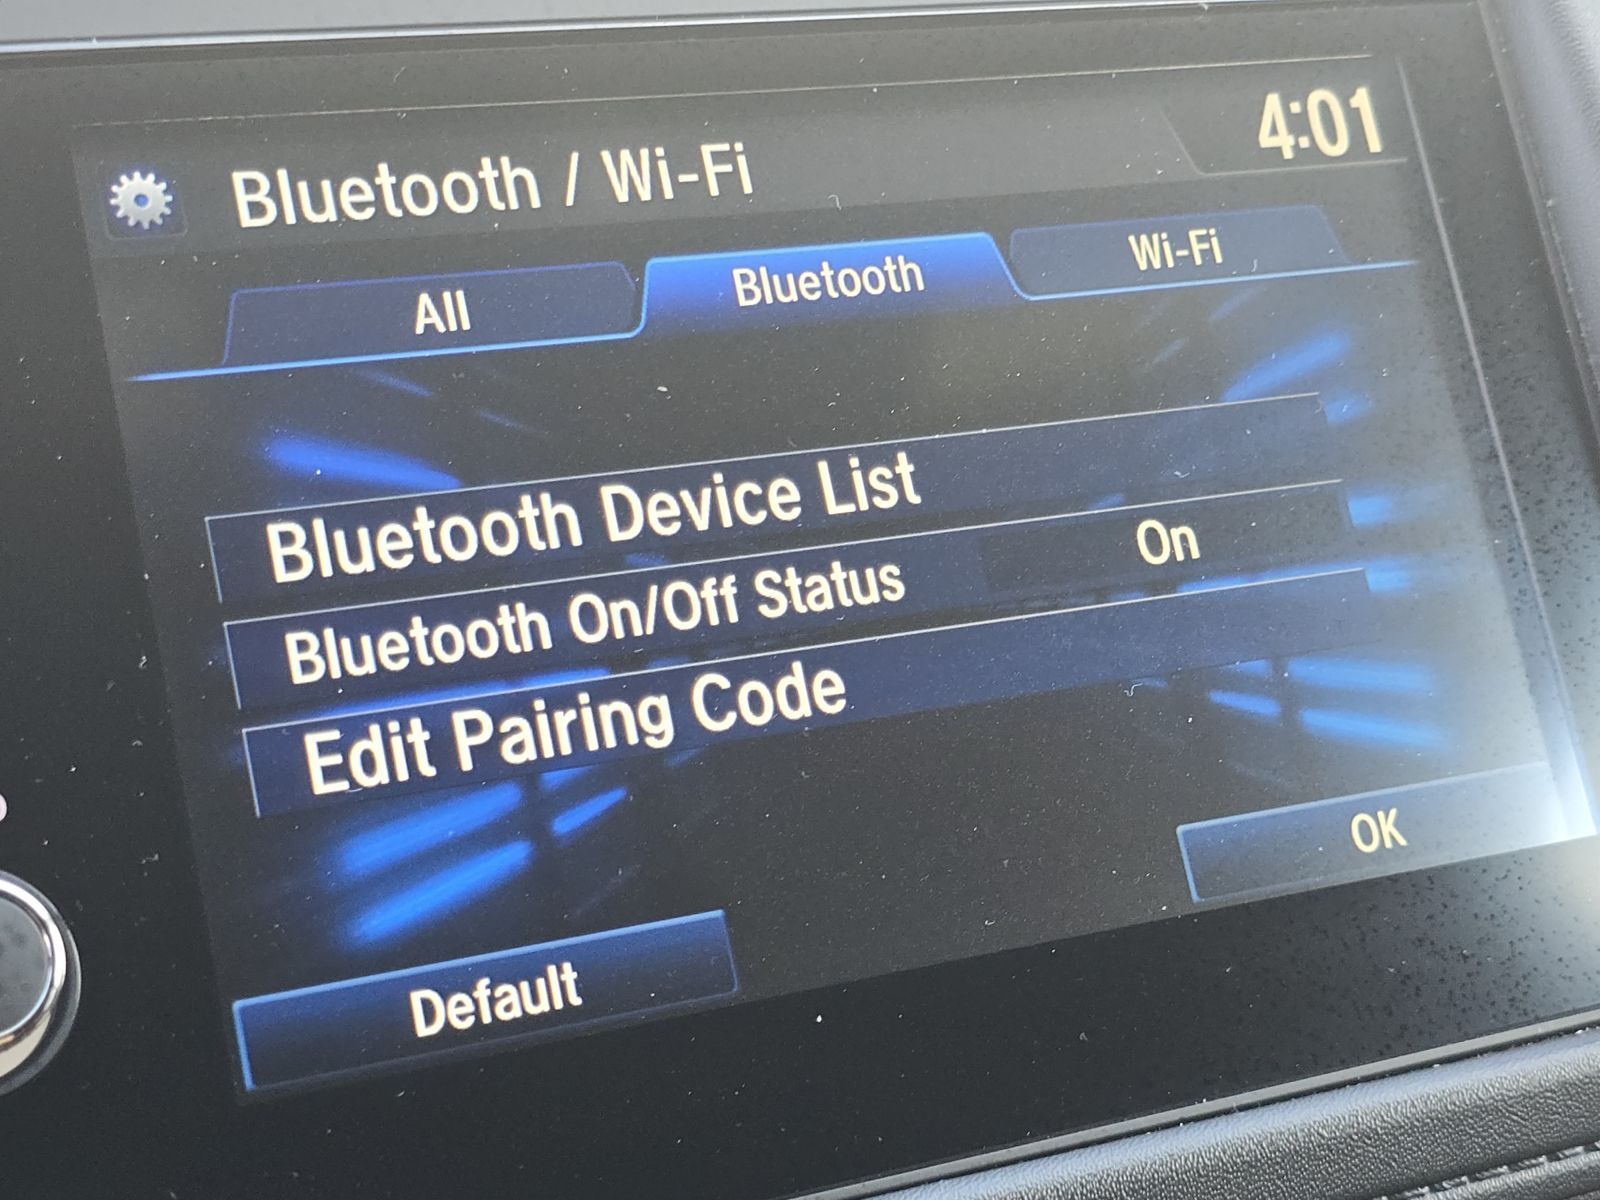 Bluetooth / Wi-Fi
4:01
All
Bluetooth
Wi-Fi
Bluetooth Device List
Bluetooth On/Off Status
On
Edit Pairing Code
OK
Default